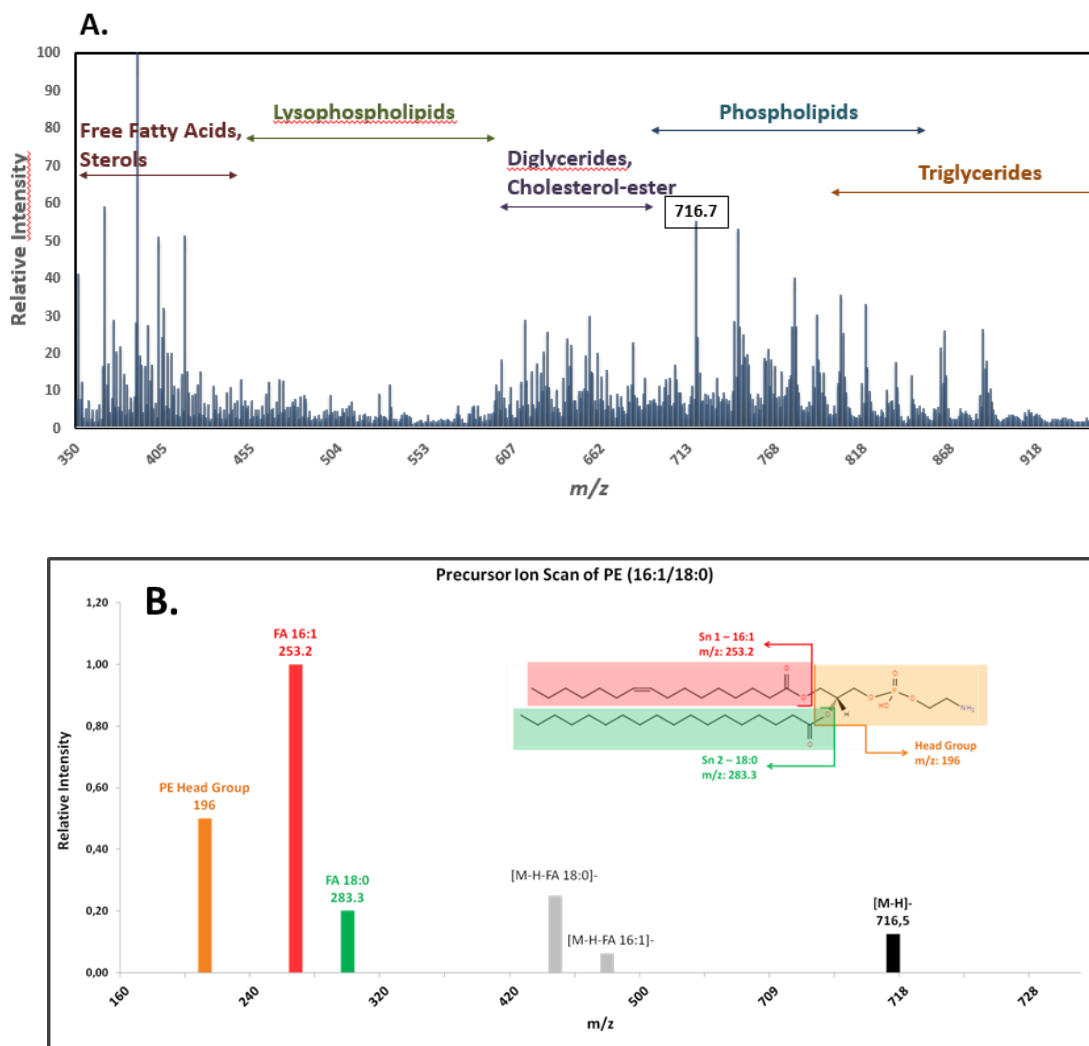 A.
Relative Intensity
100
90
80
70
60
50
40
30
20
10
0
Free Fatty Acids,
Sterols
Lysophospholipids
Diglycerides,
Cholesterol-ester
Phospholipids
Triglycerides
716.7
350
405
455
504
553
607
662
713
768
818
868
918
m/z
Precursor Ion Scan of PE (16:1/18:0)
B.
Relative Intensity
1,20
1,00
0,80
0,60
0,40
0,20
0,00
PE Head Group
196
FA 16:1
253.2
FA 18:0
283.3
[M-H-FA 18:0]-
[M-H-FA 16:1]-
[M-H]-
716,5
Sn 1 – 16:1
m/z: 253.2
O
O
O
O
O
P
HO
O
NH₂
H
Sn 2 – 18:0
m/z: 283.3
Head Group
m/z: 196
160
240
320
420
500
709
718
728
m/z